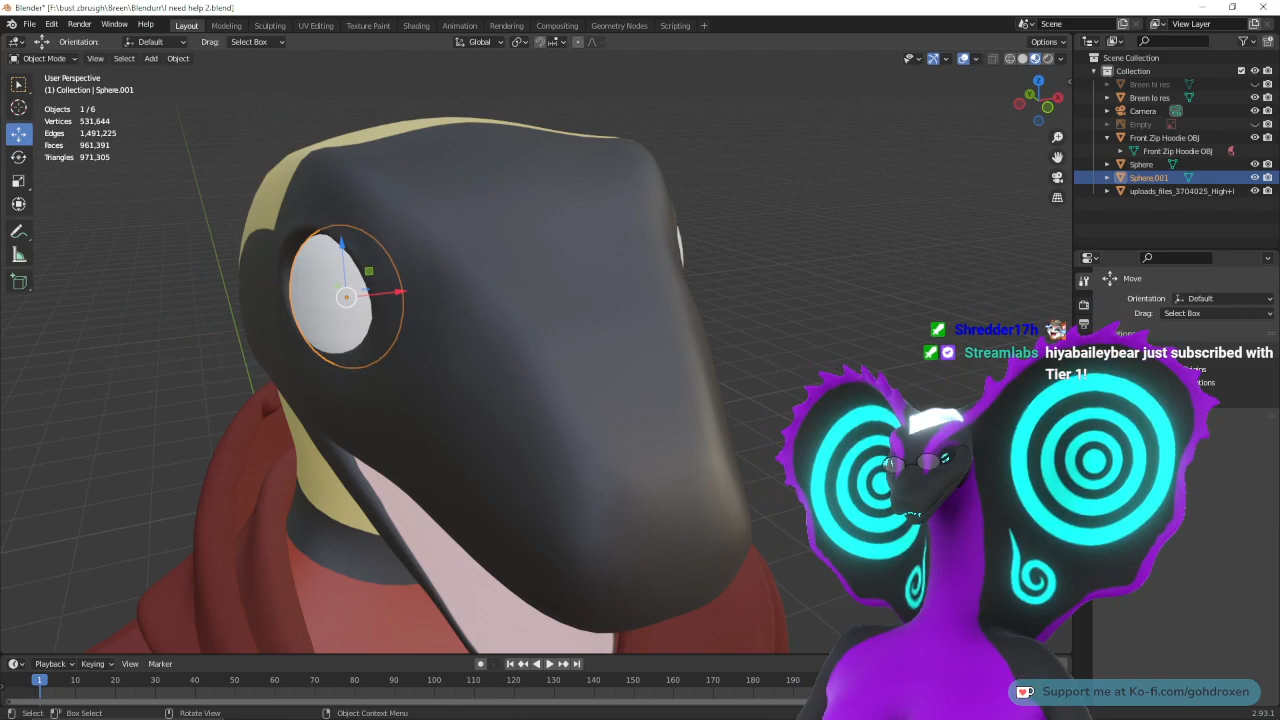 Blender* [F:\bust zbrusgh\Breen\Blendurr\I need help 2.blend]
File Edit Render Window Help Layout Modeling Sculpting UV Editing Texture Paint Shading Animation Rendering Compositing Geometry Nodes Scripting + Scene View Layer
Orientation: Default Drag: Select Box Global Options
Object Mode View Select Add Object
User Perspective
(1) Collection | Sphere.001
Objects 1/6
Vertices 531,644
Edges 1,491,225
Faces 961,391
Triangles 971,305
Z
X
Y
Scene Collection
Collection
Breen hi res
Breen lo res
Camera
Empty
Front Zip Hoodie OBJ
Front Zip Hoodie OBJ
Sphere
Sphere.001
uploads_files_3704025_High+I
Move
Orientation Default
Drag: Select Box
Shredder17h
Streamlabs hiyabaileybear just subscribed with
Tier 1!
Playback Keying View Marker
1 10 20 30 40 50 60 70 80 90 100 110 120 130 140 150 160 170 180 190
Select Box Select Rotate View Object Context Menu
Support me at Ko-fi.com/gohdroxen
2.93.1